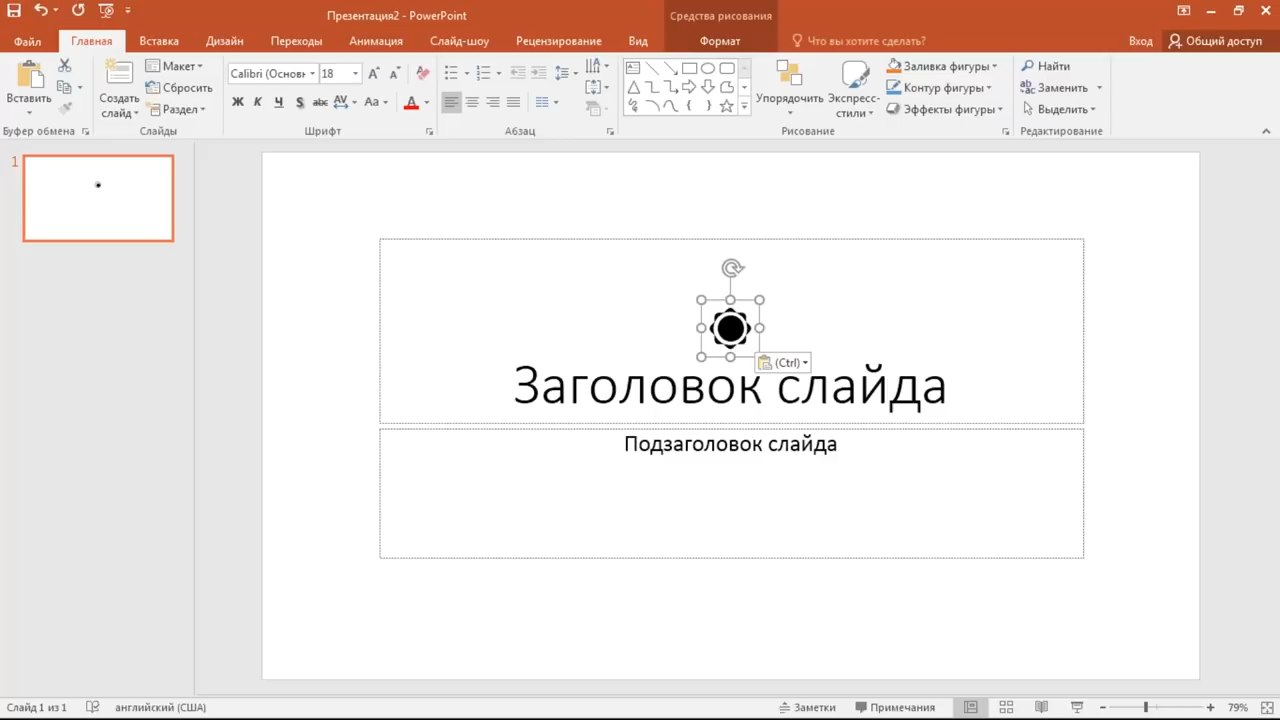 Презентация2 - PowerPoint
Средства рисования
Файл Главная Вставка Дизайн Переходы Анимация Слайд-шоу Рецензирование Вид Формат Что вы хотите сделать? Вход Общий доступ
Вставить
Буфер обмена
Создать слайд
Макет
Сбросить
Раздел
Слайды
Calibri (Основн 18
Ж К Ч S abc AV Aa А
Шрифт
Абзац
Упорядочить
Экспресс-стили
Заливка фигуры
Контур фигуры
Эффекты фигуры
Рисование
Найти
Заменить
Выделить
Редактирование
1
(Ctrl)
Заголовок слайда
Подзаголовок слайда
Слайд 1 из 1 английский (США) Заметки Примечания 79%